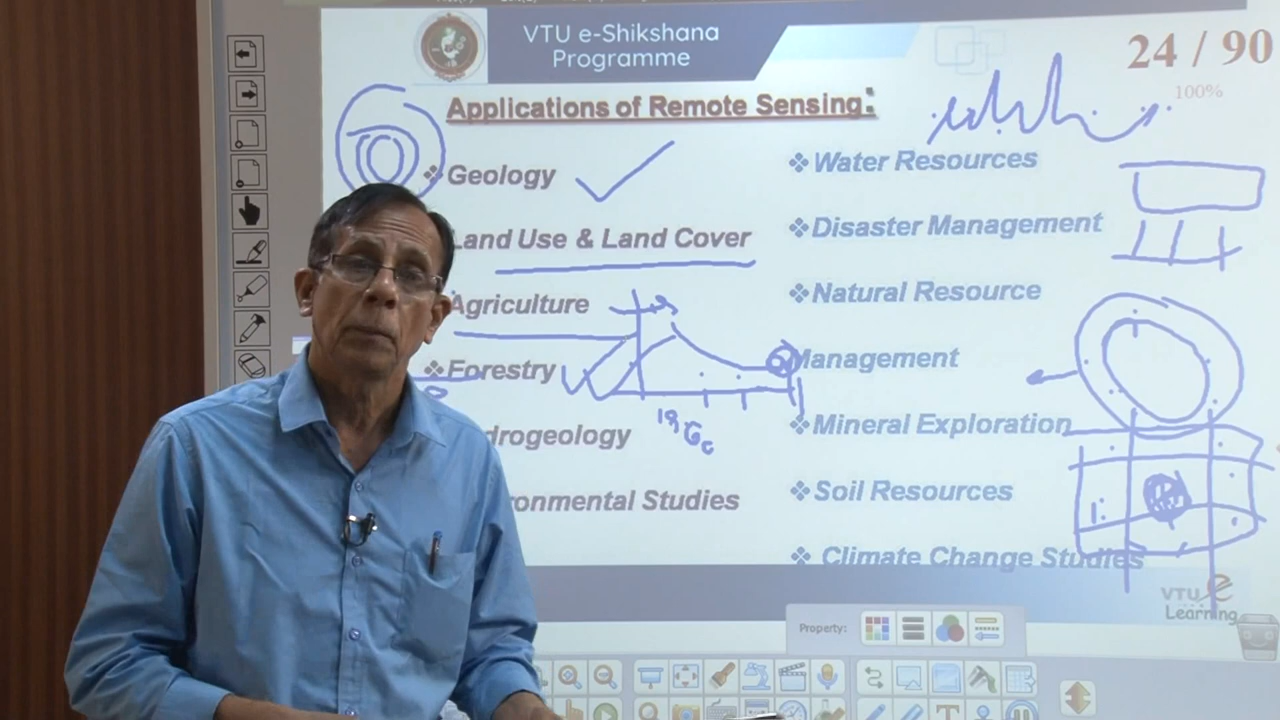 VTU e-Shikshana
Programme
24 / 90
100%
Applications of Remote Sensing:
❖Geology
Land Use & Land Cover
Agriculture
❖Forestry
drogeology
ronmental Studies
❖Water Resources
❖Disaster Management
❖Natural Resource
Management
❖Mineral Exploration
❖Soil Resources
❖ Climate Change Studies
VTU e
Learning
Property: